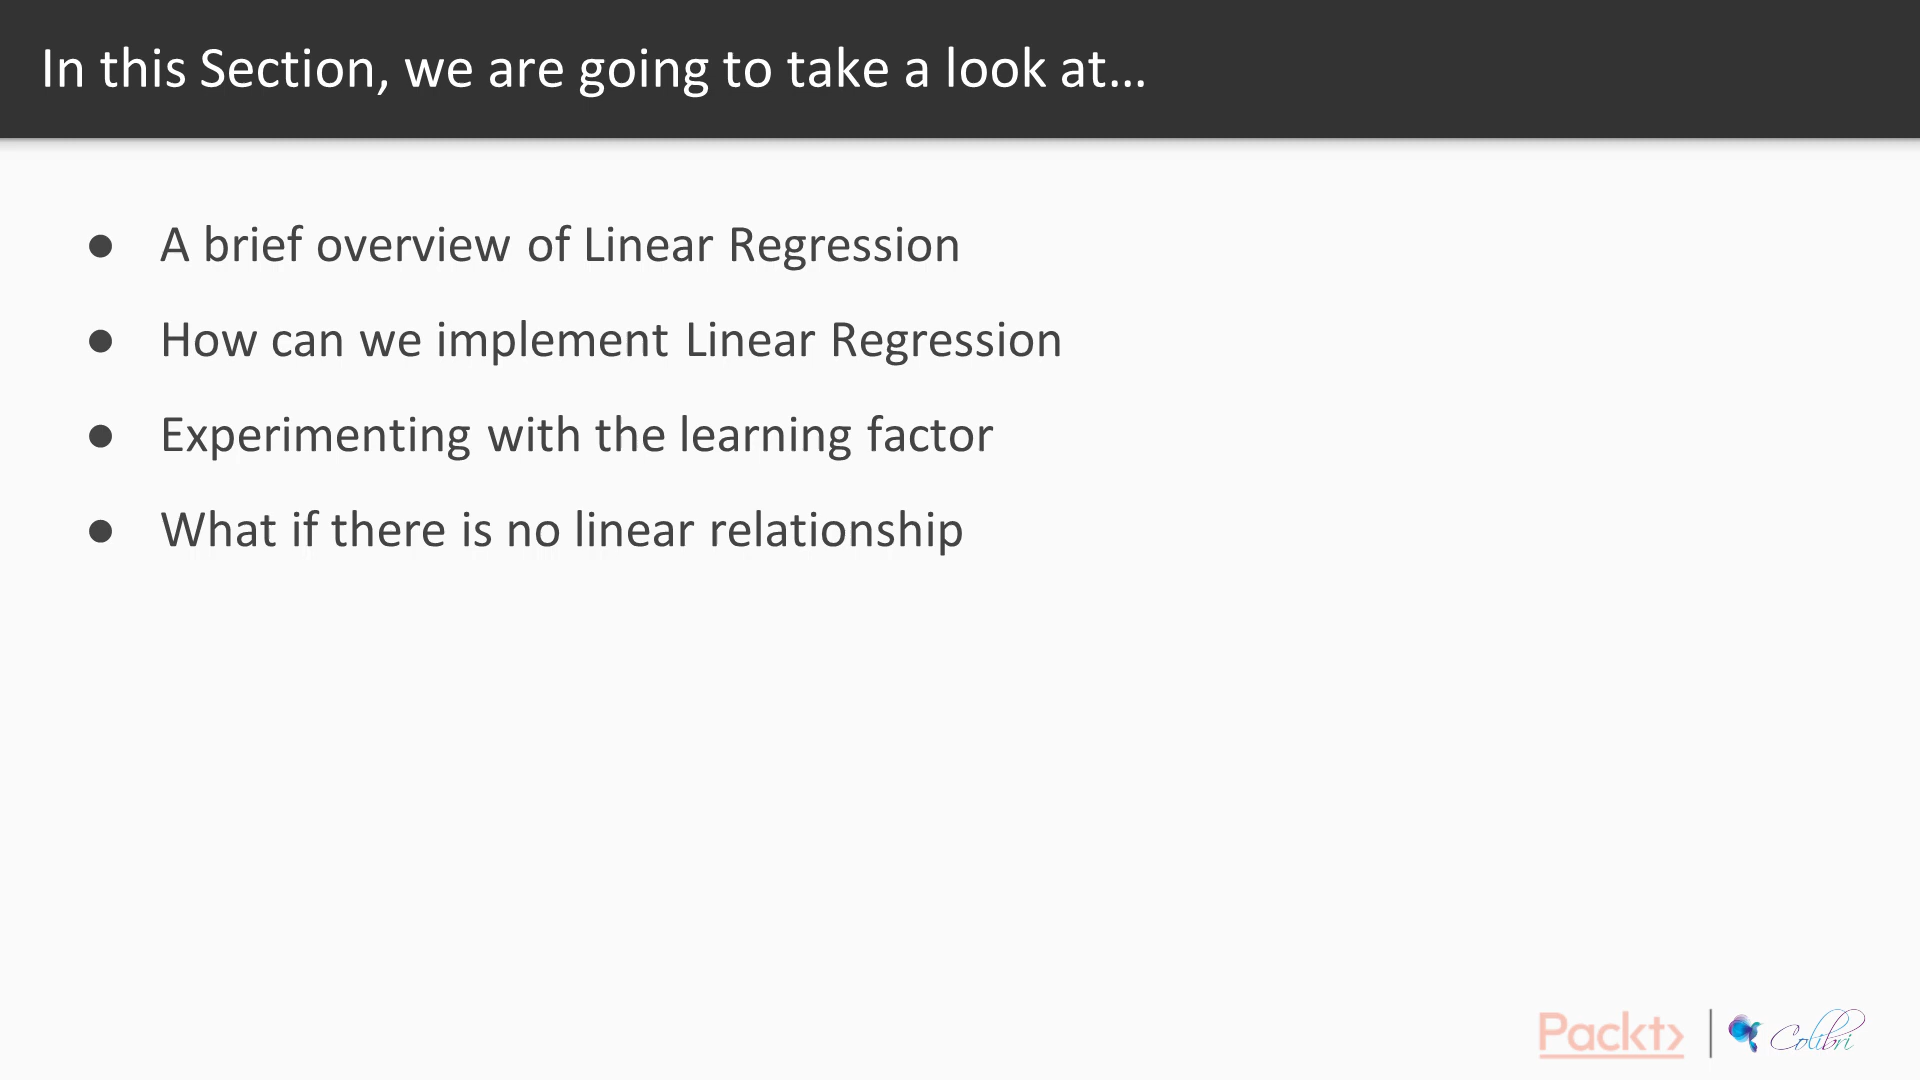 In this Section, we are going to take a look at...
● A brief overview of Linear Regression
● How can we implement Linear Regression
● Experimenting with the learning factor
● What if there is no linear relationship
Packt> | Colibri